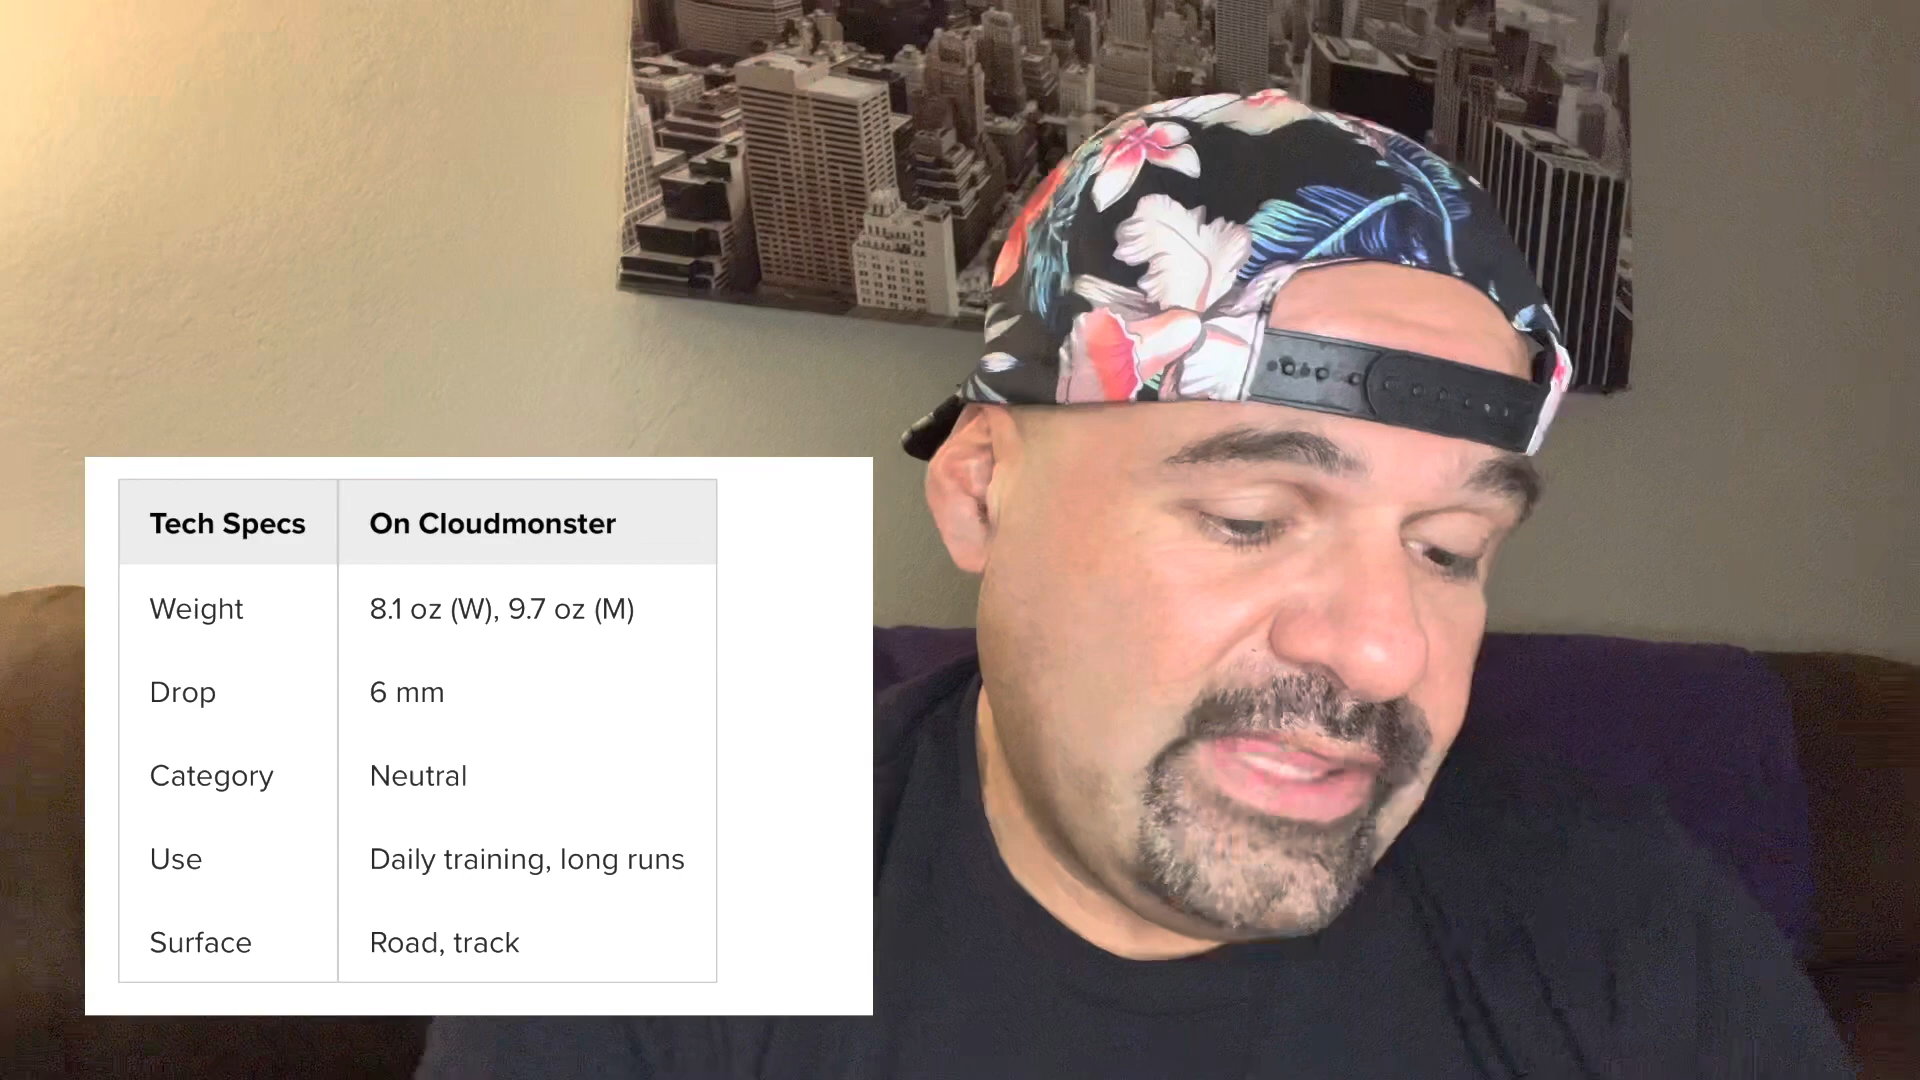 Tech Specs On Cloudmonster
Weight 8.1 oz (W), 9.7 oz (M)
Drop 6 mm
Category Neutral
Use Daily training, long runs
Surface Road, track